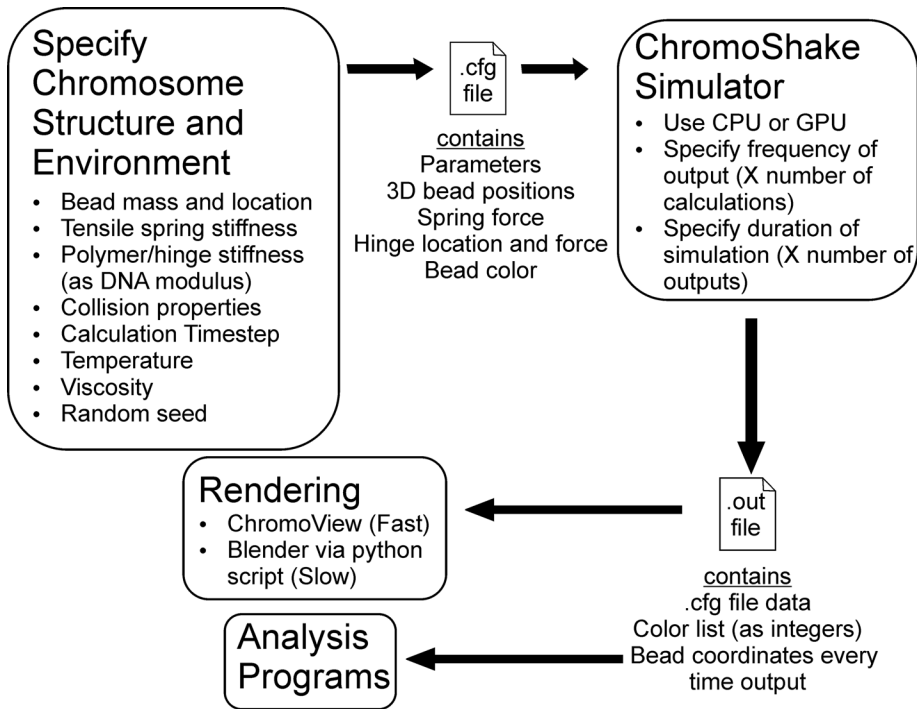 Specify
Chromosome
Structure and
Environment
• Bead mass and location
• Tensile spring stiffness
• Polymer/hinge stiffness
(as DNA modulus)
• Collision properties
• Calculation Timestep
• Temperature
• Viscosity
• Random seed
.cfg
file
contains
Parameters
3D bead positions
Spring force
Hinge location and force
Bead color
ChromoShake
Simulator
• Use CPU or GPU
• Specify frequency of
output (X number of
calculations)
• Specify duration of
simulation (X number of
outputs)
.out
file
contains
.cfg file data
Color list (as integers)
Bead coordinates every
time output
Rendering
• ChromoView (Fast)
• Blender via python
script (Slow)
Analysis
Programs